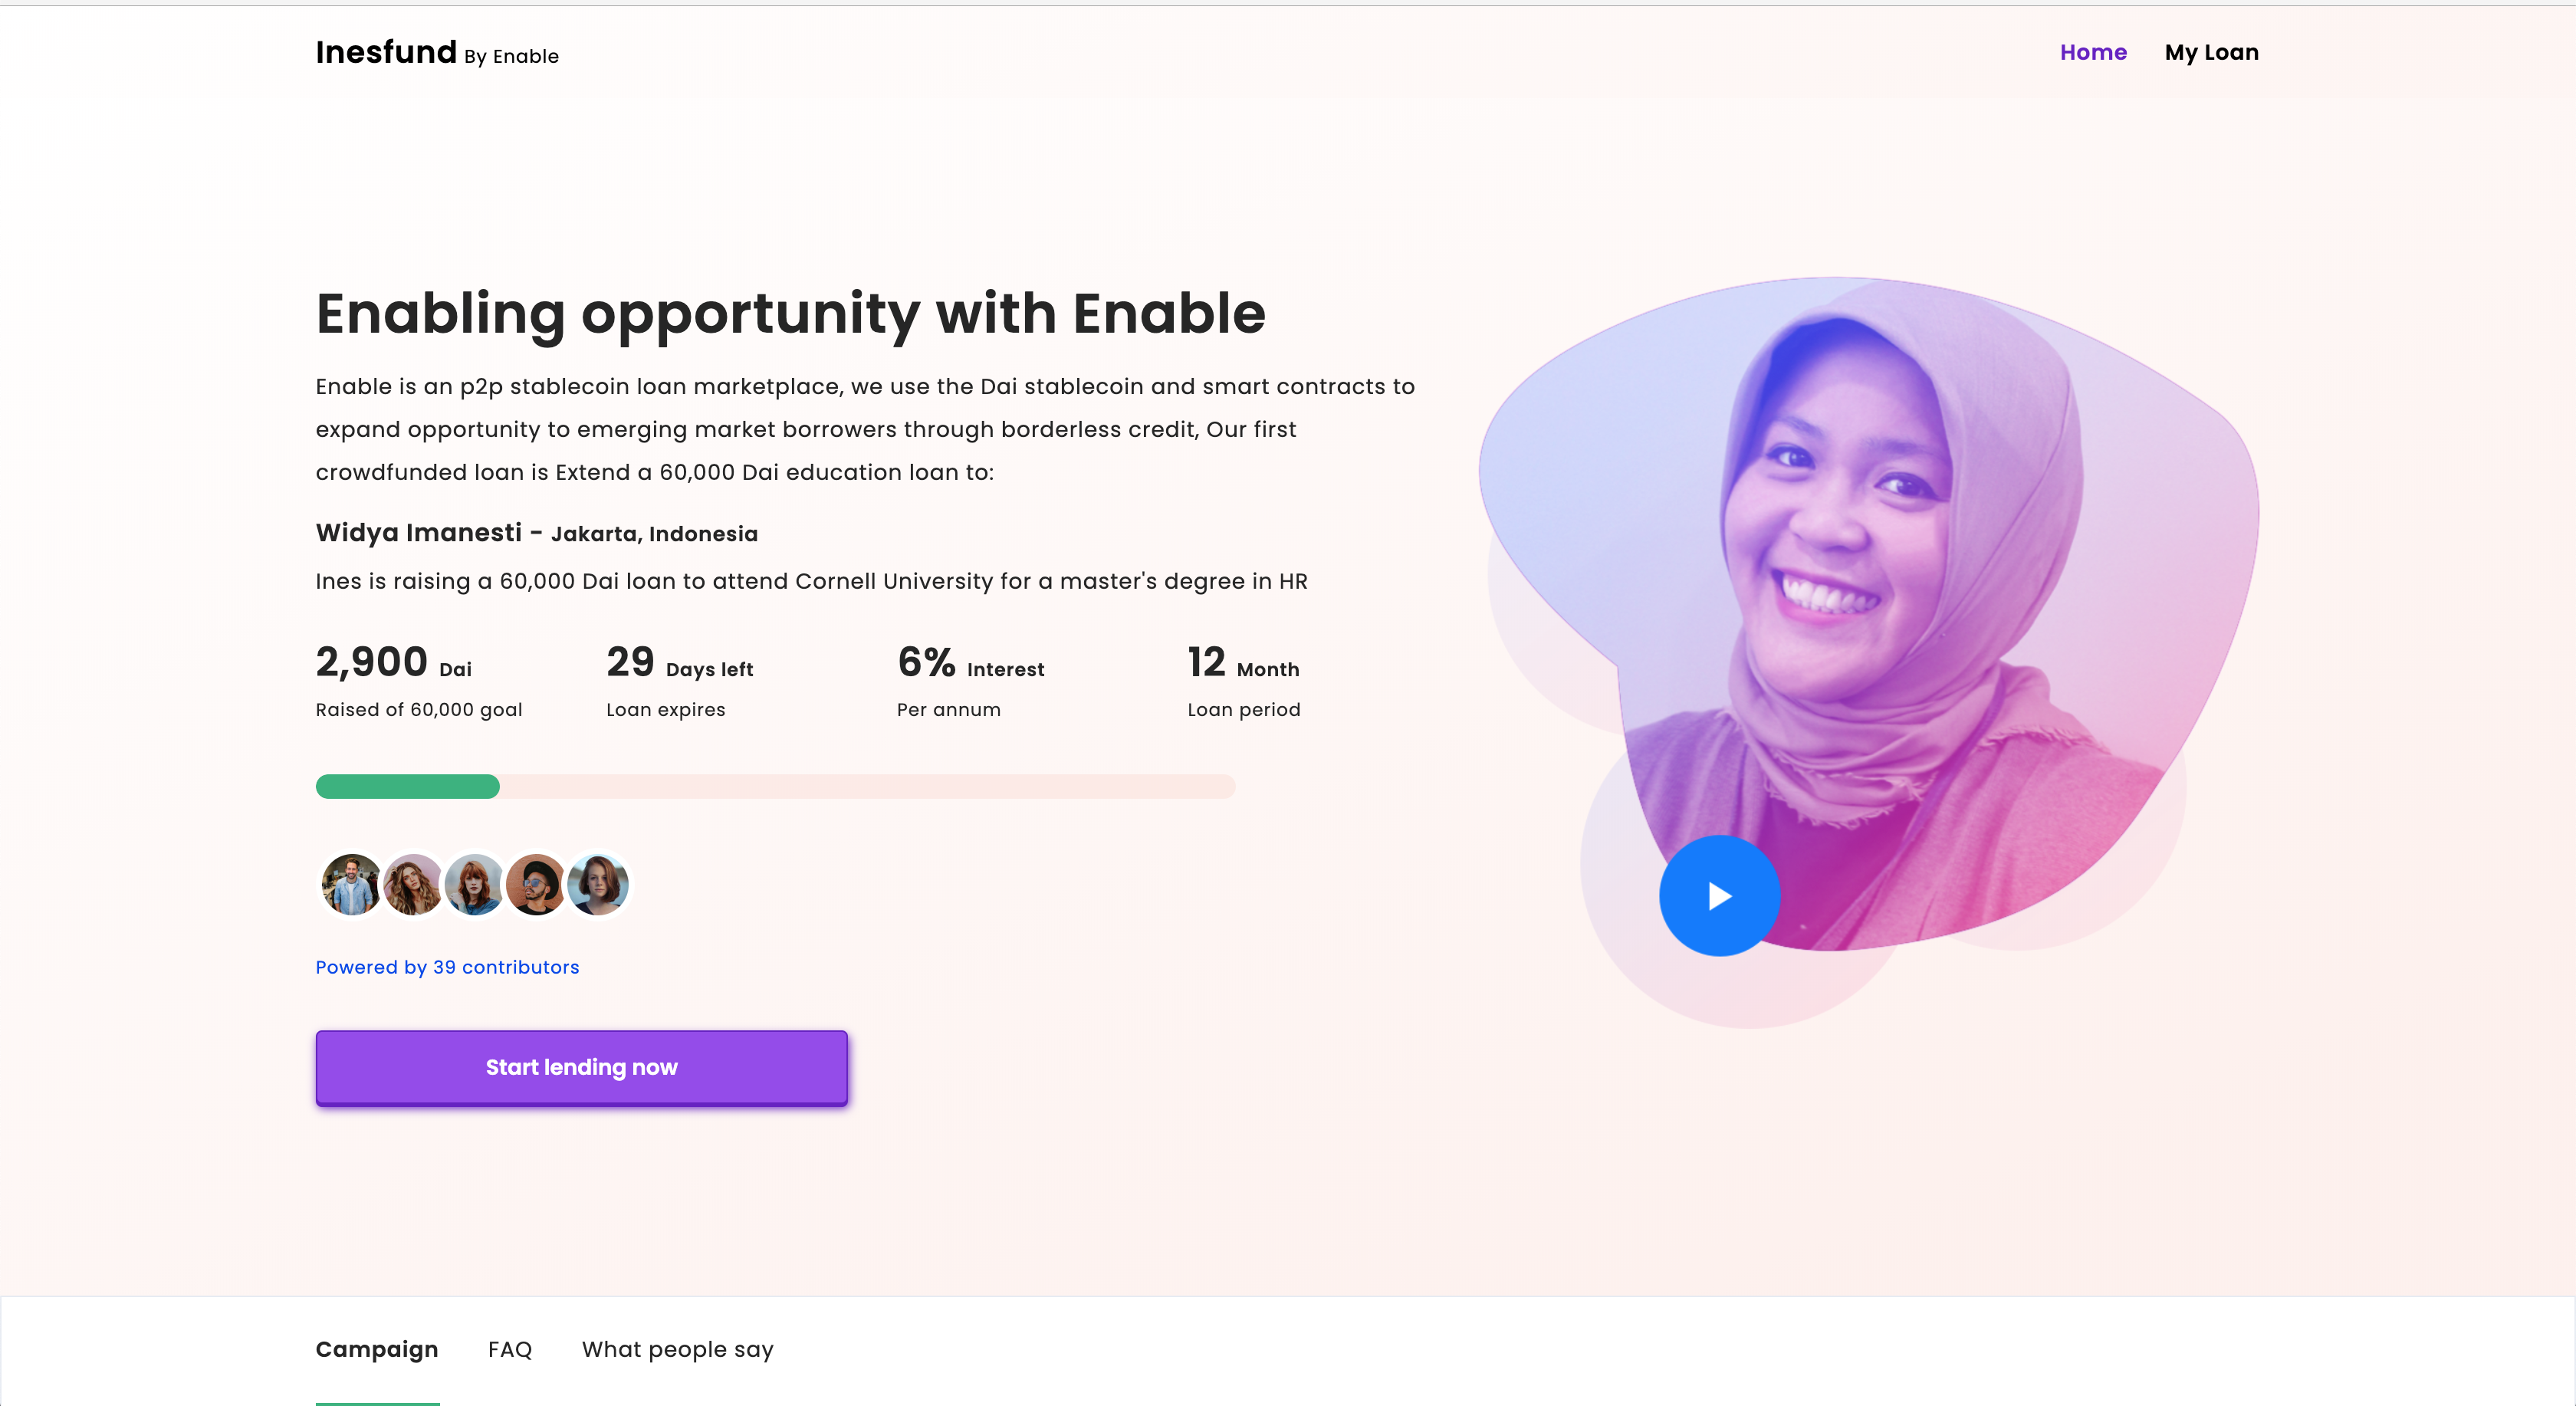 Inesfund By Enable
Home
My Loan
Enabling opportunity with Enable
Enable is an p2p stablecoin loan marketplace, we use the Dai stablecoin and smart contracts to
expand opportunity to emerging market borrowers through borderless credit, Our first
crowdfunded loan is Extend a 60,000 Dai education loan to:
Widya Imanesti - Jakarta, Indonesia
Ines is raising a 60,000 Dai loan to attend Cornell University for a master's degree in HR
2,900 Dai
Raised of 60,000 goal
29 Days left
Loan expires
6% Interest
Per annum
12 Month
Loan period
Powered by 39 contributors
Start lending now
Campaign
FAQ
What people say